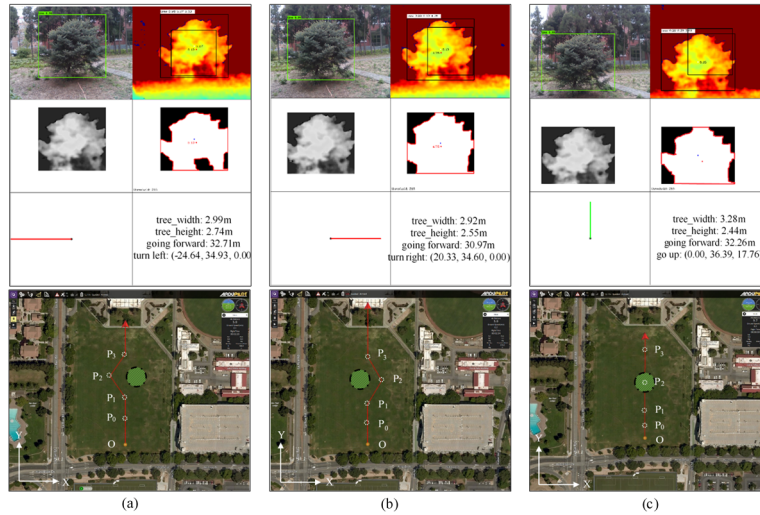 tree_width: 2.99m
tree_height: 2.74m
going forward: 32.71m
turn left: (-24.64, 34.93, 0.00
tree_width: 2.92m
tree_height: 2.55m
going forward: 30.97m
turn right: (20.33, 34.60, 0.00)
tree_width: 3.28m
tree_height: 2.44m
going forward: 32.26m
go up: (0.00, 36.39, 17.76)
ARDUPILOT
P3
P2
P1
P0
O
Y
X
ARDUPILOT
P3
P2
P1
P0
O
Y
X
ARDUPILOT
P3
P2
P1
P0
O
Y
X
(a)
(b)
(c)